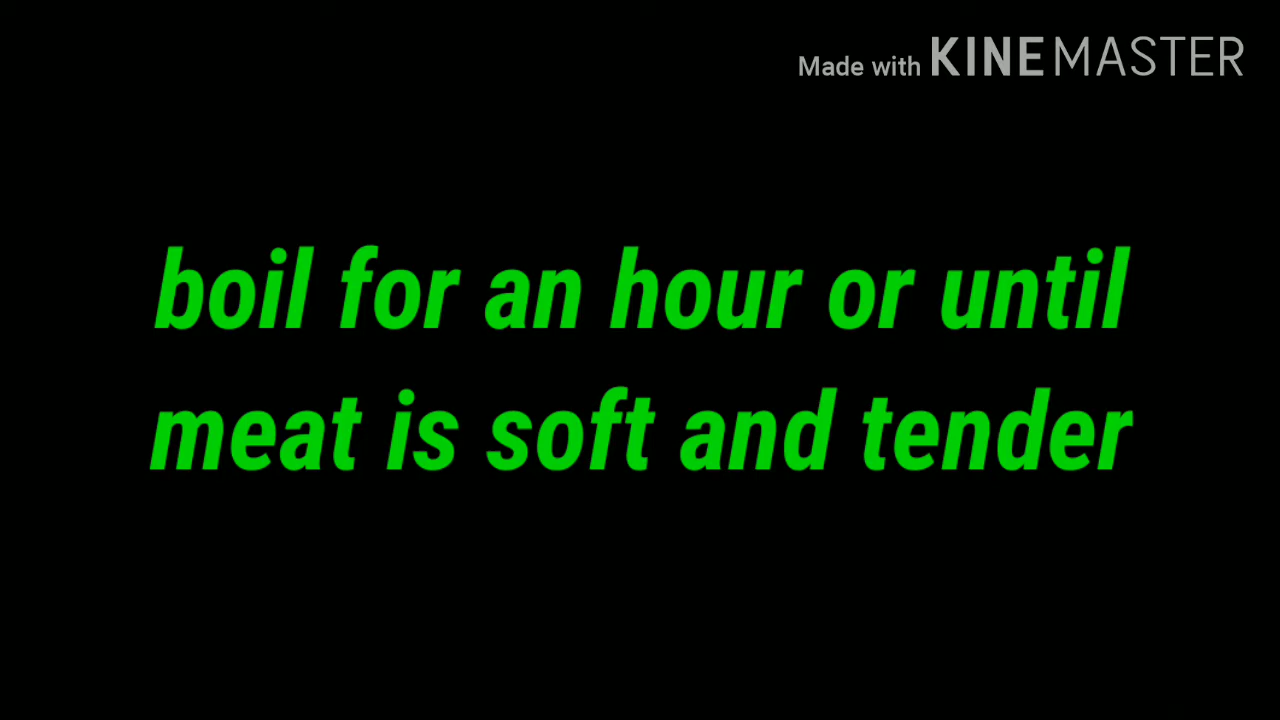 Made with KINEMASTER
boil for an hour or until
meat is soft and tender